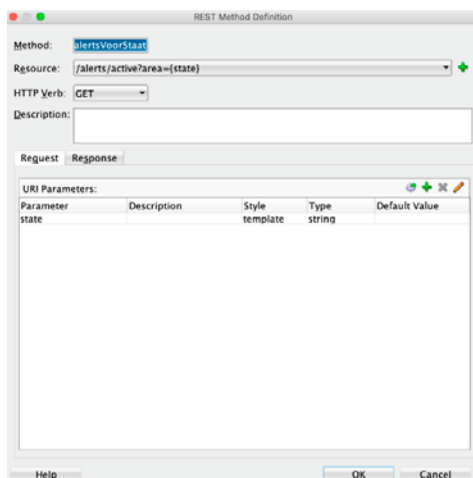 REST Method Definition
Method: alertsVoorStaat
Resource: /alerts/active?area={state}
HTTP Verb: GET
Description:
Request Response
URI Parameters:
Parameter Description Style Type Default Value
state template string
Help OK Cancel